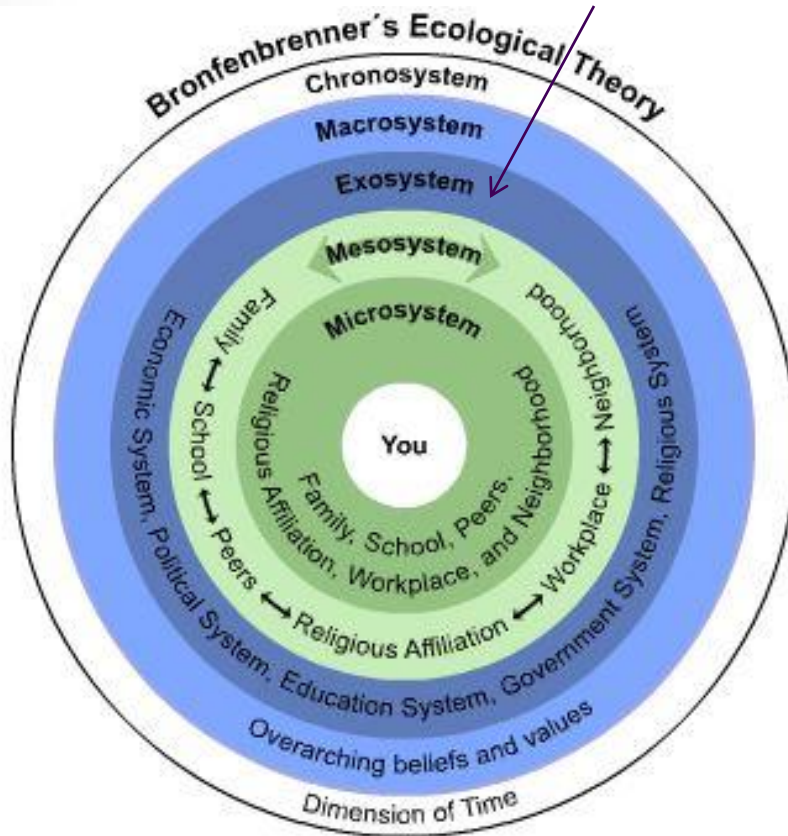 Bronfenbrenner´s Ecological Theory
Chronosystem
Macrosystem
Exosystem
Mesosystem
Microsystem
You
Family, School, Peers,
Religious Affiliation, Workplace, and Neighborhood
Family ↔ School ↔ Peers ↔ Religious Affiliation ↔ Workplace ↔ Neighborhood
Economic System, Political System, Education System, Government System, Religious System
Overarching beliefs and values
Dimension of Time